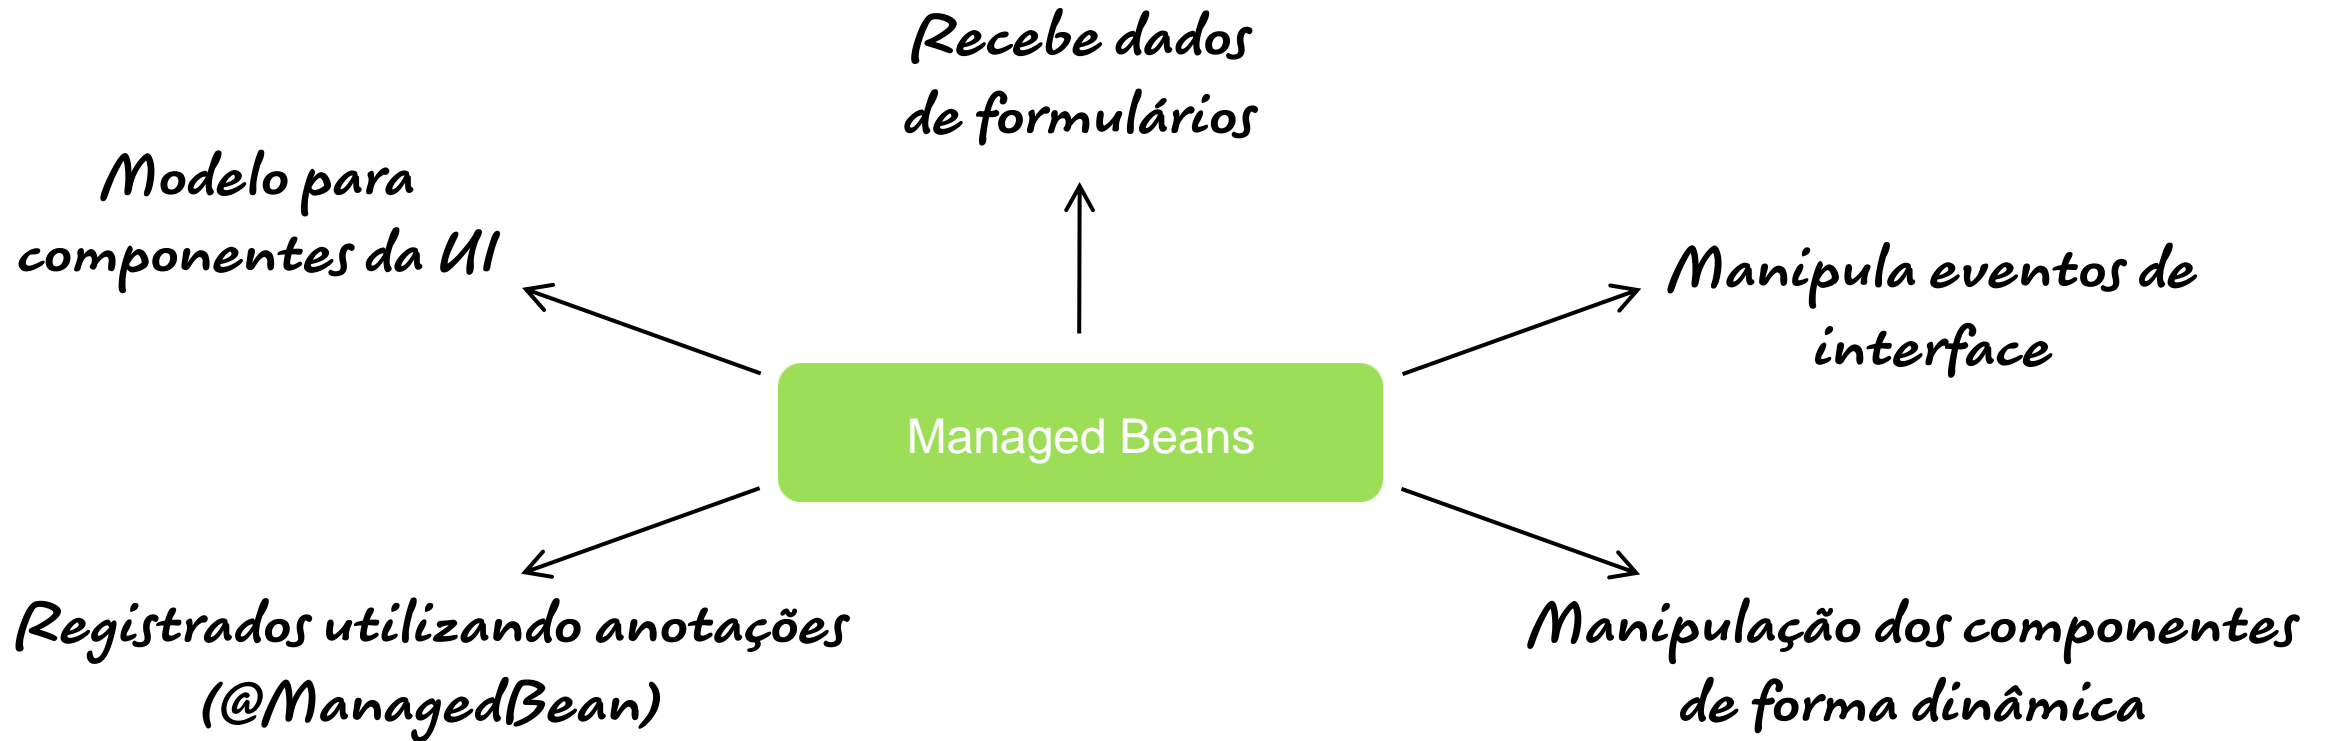 Recebe dados
de formulários
Modelo para
componentes da UI
Manipula eventos de
interface
Managed Beans
Registrados utilizando anotações
(@ManagedBean)
Manipulação dos componentes
de forma dinâmica